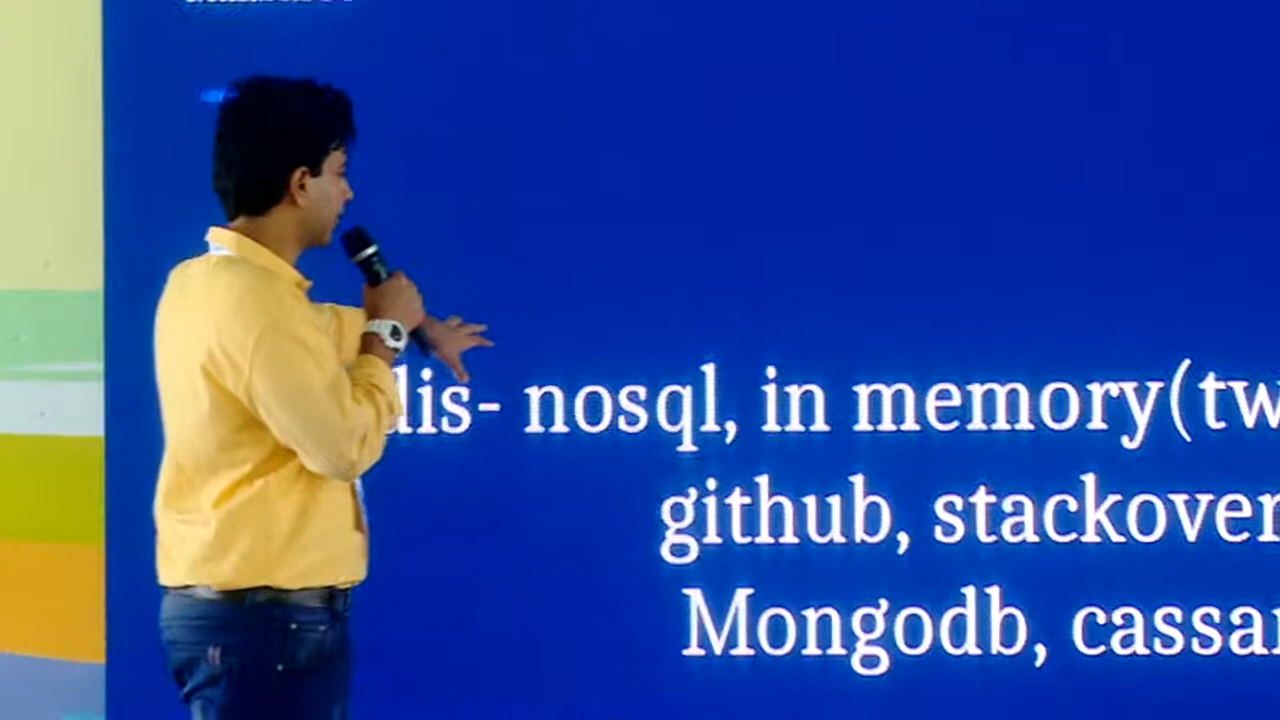 dis- nosql, in memory(tw
github, stackover
Mongodb, cassan